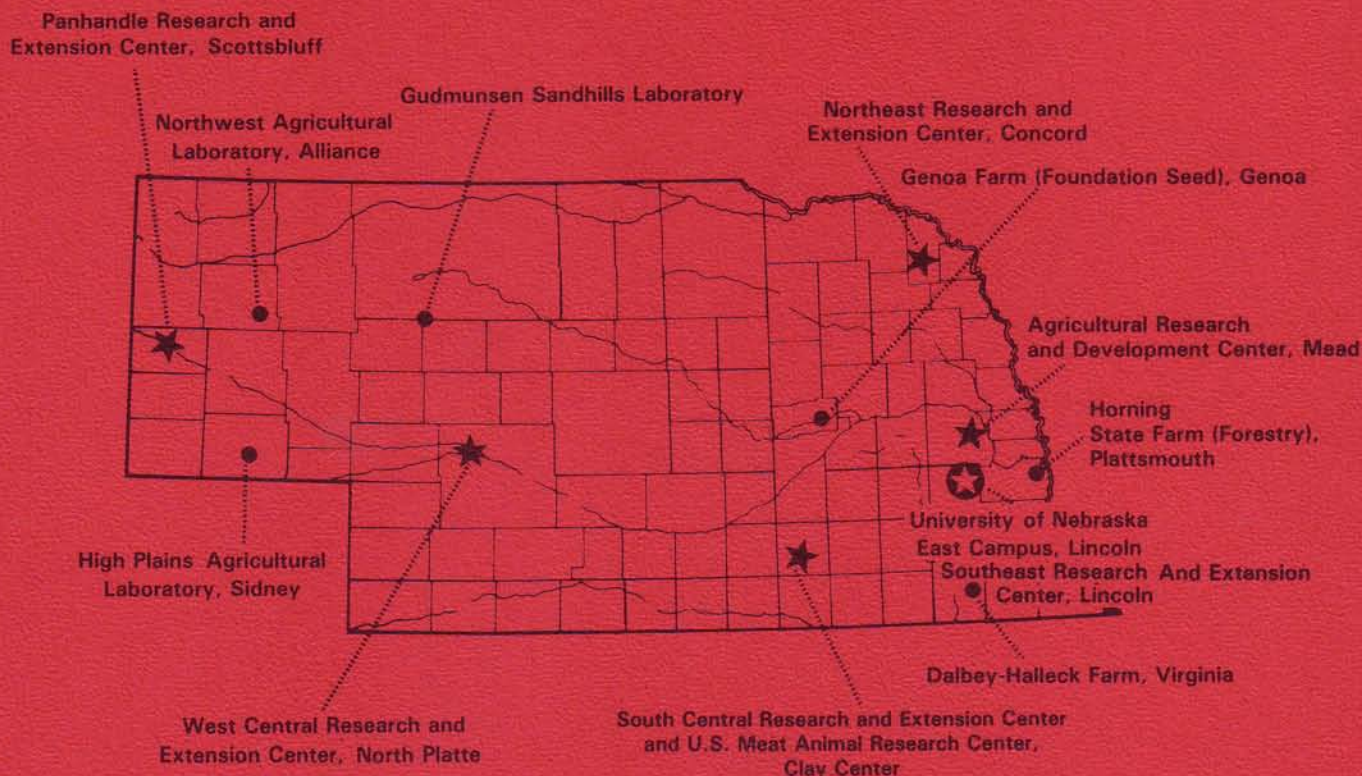 Panhandle Research and
Extension Center, Scottsbluff
Gudmunsen Sandhills Laboratory
Northwest Agricultural
Laboratory, Alliance
Northeast Research and
Extension Center, Concord
Genoa Farm (Foundation Seed), Genoa
Agricultural Research
and Development Center, Mead
Horning
State Farm (Forestry),
Plattsmouth
University of Nebraska
East Campus, Lincoln
Southeast Research And Extension
Center, Lincoln
High Plains Agricultural
Laboratory, Sidney
Dalbey-Halleck Farm, Virginia
West Central Research and
Extension Center, North Platte
South Central Research and Extension Center
and U.S. Meat Animal Research Center,
Clay Center